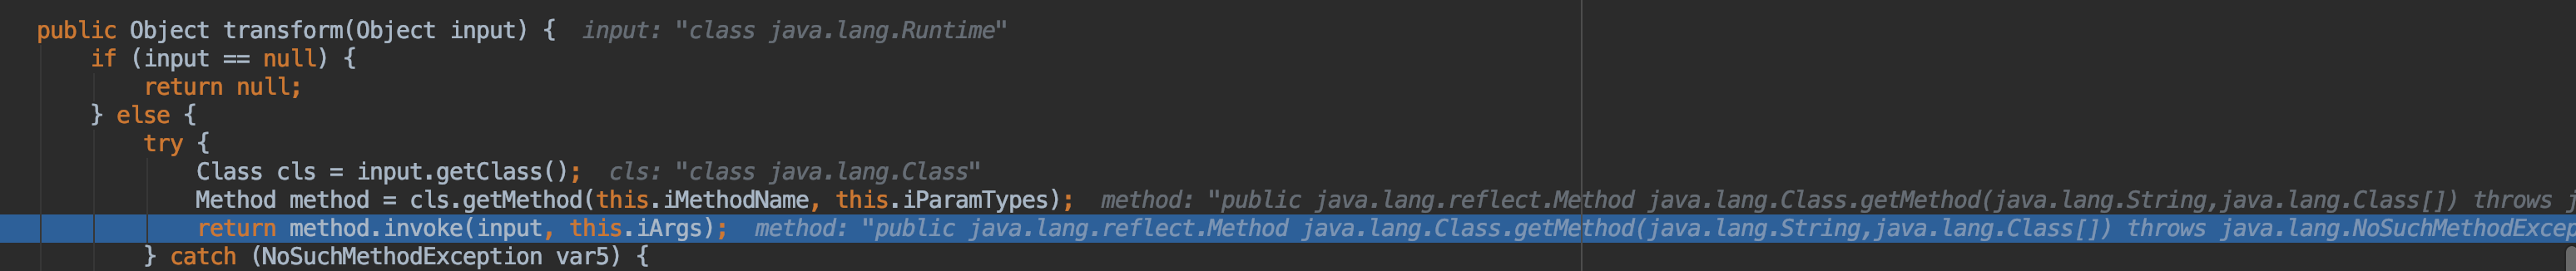 public Object transform(Object input) {  input: "class java.lang.Runtime"
if (input == null) {
return null;
} else {
try {
Class cls = input.getClass();  cls: "class java.lang.Class"
Method method = cls.getMethod(this.iMethodName, this.iParamTypes);  method: "public java.lang.reflect.Method java.lang.Class.getMethod(java.lang.String,java.lang.Class[]) throws j
return method.invoke(input, this.iArgs);  method: "public java.lang.reflect.Method java.lang.Class.getMethod(java.lang.String,java.lang.Class[]) throws java.lang.NoSuchMethodExcep
} catch (NoSuchMethodException var5) {